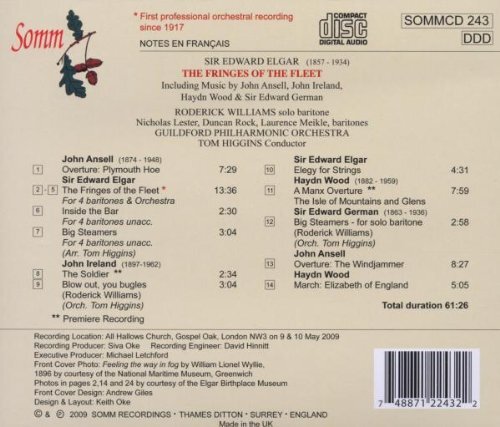 Somm
* First professional orchestral recording
since 1917
NOTES EN FRANÇAIS
COMPACT
disc
DIGITAL AUDIO
SOMMCD 243
DDD
SIR EDWARD ELGAR (1857 - 1934)
THE FRINGES OF THE FLEET
Including Music by John Ansell, John Ireland,
Haydn Wood & Sir Edward German
RODERICK WILLIAMS solo baritone
Nicholas Lester, Duncan Rock, Laurence Meikle, baritones
GUILDFORD PHILHARMONIC ORCHESTRA
TOM HIGGINS Conductor
John Ansell (1874 - 1948)
1 Overture: Plymouth Hoe 7:29
Sir Edward Elgar
2 - 5 The Fringes of the Fleet * 13:36
For 4 baritones & Orchestra
6 Inside the Bar 2:30
For 4 baritones unacc.
7 Big Steamers 3:04
For 4 baritones unacc.
(Arr. Tom Higgins)
John Ireland (1897-1962)
8 The Soldier ** 2:34
9 Blow out, you bugles 3:04
(Roderick Williams)
(Orch. Tom Higgins)
** Premiere Recording
Sir Edward Elgar
10 Elegy for Strings 4:31
Haydn Wood (1882 - 1959)
11 A Manx Overture ** 7:59
The Isle of Mountains and Glens
Sir Edward German (1863 - 1936)
12 Big Steamers - for solo baritone 2:58
(Roderick Williams)
(Orch. Tom Higgins)
John Ansell
13 Overture: The Windjammer 8:27
Haydn Wood
14 March: Elizabeth of England 5:05
Total duration 61:26
Recording Location: All Hallows Church, Gospel Oak, London NW3 on 9 & 10 May 2009
Recording Producer: Siva Oke Recording Engineer: David Hinnitt
Executive Producer: Michael Letchford
Front Cover Photo: Feeling the way in fog by William Lionel Wyllie,
1896 by courtesy of the National Maritime Museum, Greenwich
Photos in pages 2,14 and 24 by courtesy of the Elgar Birthplace Museum
Front Cover Design: Andrew Giles
Design & Layout: Keith Oke
© & ℗ 2009 SOMM RECORDINGS · THAMES DITTON · SURREY · ENGLAND
Made in the UK
7 48871 22432 2